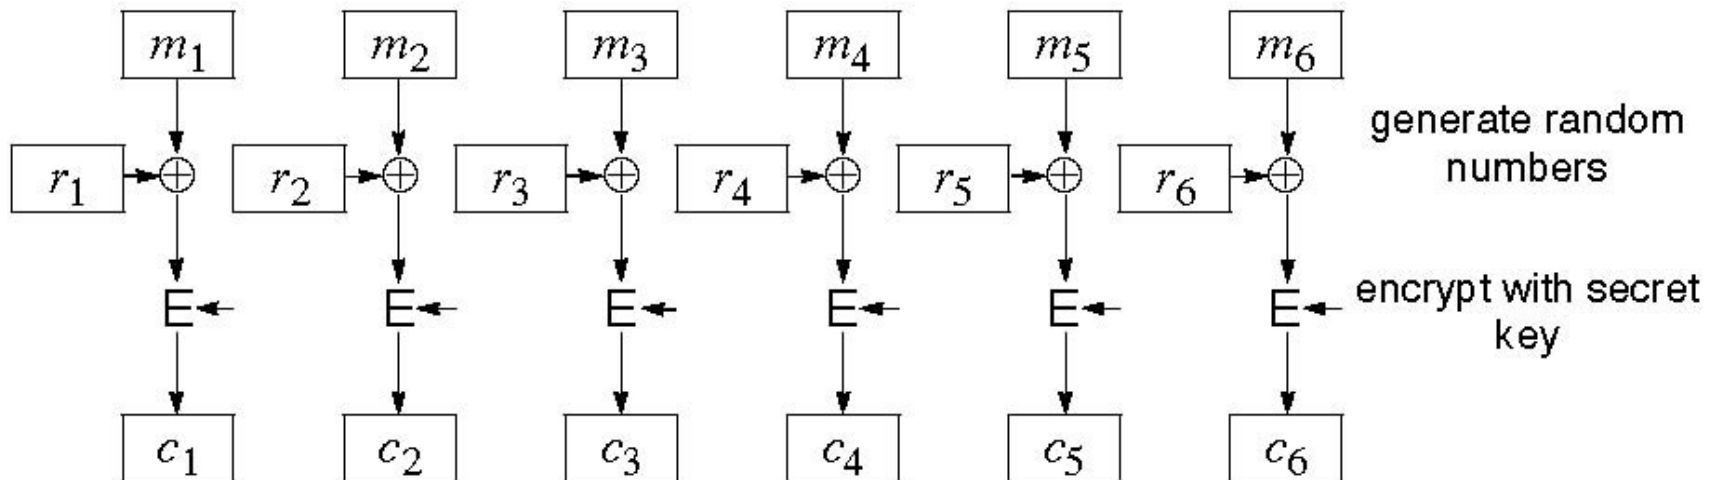 m1 m2 m3 m4 m5 m6
generate random
numbers
r1 r2 r3 r4 r5 r6
E E E E E E
encrypt with secret
key
c1 c2 c3 c4 c5 c6